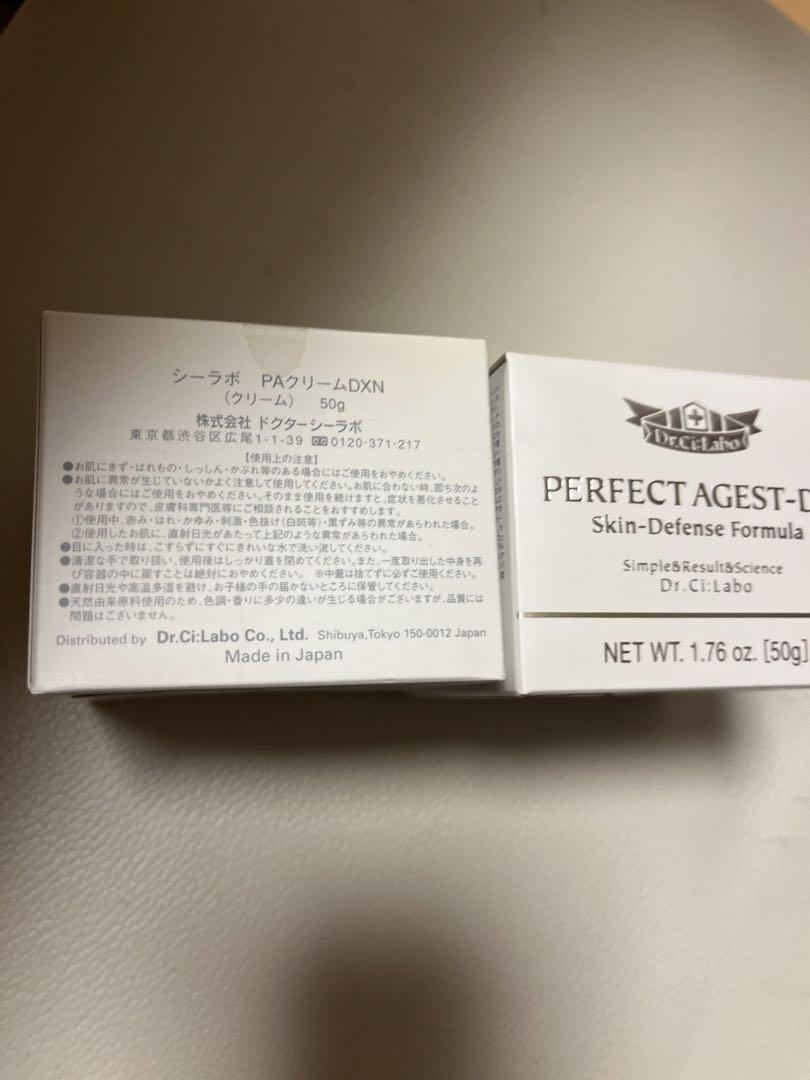 シーラボ PAクリームDXN
(クリーム) 50g
株式会社 ドクターシーラボ
東京都渋谷区広尾1-1-39 0120-371-217
【使用上の注意】
●お肌にきず・はれもの・しっしん・かぶれ等のある場合にはご使用をおやめください。
●お肌に異常が生じていないかよく注意して使用してください。お肌に合わない時、即ち次のよ
うな場合にはご使用をおやめください。そのまま使用を続けますと、症状を悪化させること
がありますので、皮膚科専門医等にご相談されることをおすすめします。
①使用中、赤み・はれ・かゆみ・刺激・色抜け(白斑等)・黒ずみ等の異常があらわれた場合。
②使用したお肌に、直射日光があたって上記のような異常があらわれた場合。
●目に入った時は、こすらずにすぐにきれいな水で洗い流してください。
●清潔な手で取り扱い、使用後はしっかり蓋を閉めてください。また、一度取り出した中身を再
び容器の中に戻すことは絶対におやめください。 ※中蓋は捨てずに必ずご使用ください。
●直射日光や高温多湿を避け、お子様の手の届かないところに保管してください。
●天然由来原料使用のため、色調・香りに多少の違いが生じる場合がございますが、品質には
問題はございません。
Distributed by Dr.Ci:Labo Co., Ltd. Shibuya,Tokyo 150-0012 Japan
Made in Japan
Dr.Ci:Labo
PERFECT AGEST-D
Skin-Defense Formula
Simple&Result&Science
Dr.Ci:Labo
NET WT. 1.76 oz. [50g]